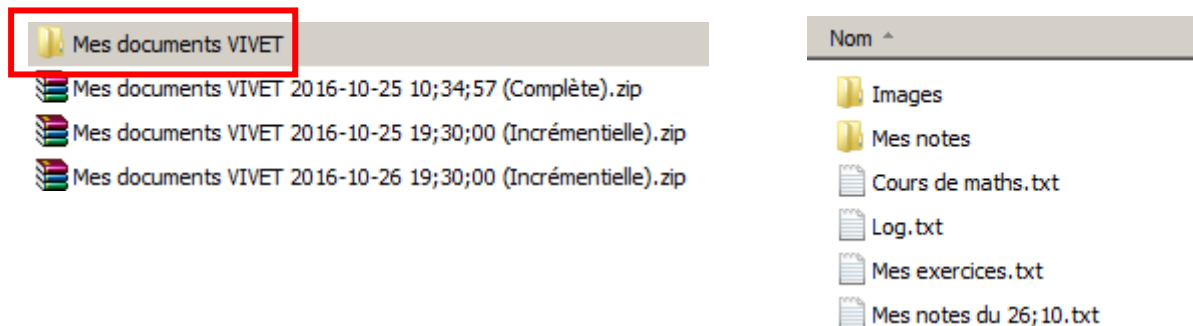 Mes documents VIVET
Mes documents VIVET 2016-10-25 10;34;57 (Complète).zip
Mes documents VIVET 2016-10-25 19;30;00 (Incrémentielle).zip
Mes documents VIVET 2016-10-26 19;30;00 (Incrémentielle).zip
Nom
Images
Mes notes
Cours de maths.txt
Log.txt
Mes exercices.txt
Mes notes du 26;10.txt